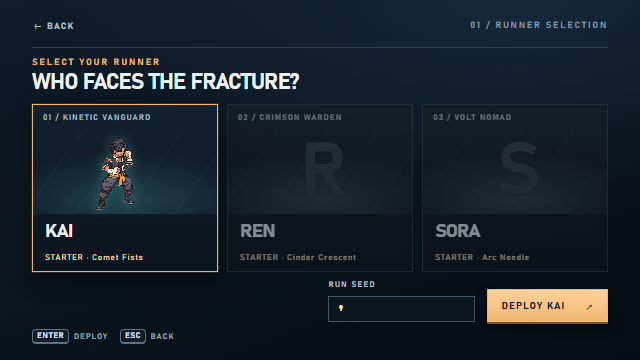 ← BACK
01 / RUNNER SELECTION
SELECT YOUR RUNNER
WHO FACES THE FRACTURE?
01 / KINETIC VANGUARD
KAI
STARTER · Comet Fists
02 / CRIMSON WARDEN
R
REN
STARTER · Cinder Crescent
03 / VOLT NOMAD
S
SORA
STARTER · Arc Needle
RUN SEED
DEPLOY KAI ↗
ENTER DEPLOY ESC BACK